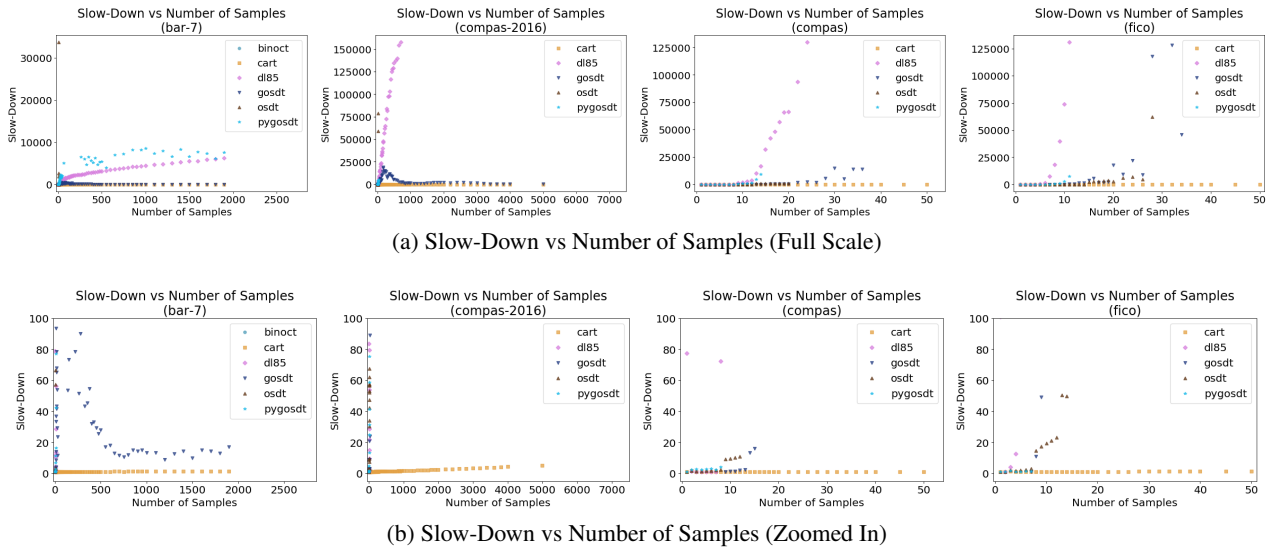 Slow-Down vs Number of Samples
(bar-7)
Slow-Down
30000
20000
10000
0
0 500 1000 1500 2000 2500
Number of Samples
binoct
cart
dl85
gosdt
osdt
pygosdt
Slow-Down vs Number of Samples
(compas-2016)
Slow-Down
150000
125000
100000
75000
50000
25000
0
0 1000 2000 3000 4000 5000 6000 7000
Number of Samples
cart
dl85
gosdt
osdt
pygosdt
Slow-Down vs Number of Samples
(compas)
Slow-Down
125000
100000
75000
50000
25000
0
0 10 20 30 40 50
Number of Samples
cart
dl85
gosdt
osdt
pygosdt
Slow-Down vs Number of Samples
(fico)
Slow-Down
125000
100000
75000
50000
25000
0
0 10 20 30 40 50
Number of Samples
cart
dl85
gosdt
osdt
pygosdt
(a) Slow-Down vs Number of Samples (Full Scale)
Slow-Down vs Number of Samples
(bar-7)
Slow-Down
100
80
60
40
20
0
0 500 1000 1500 2000 2500
Number of Samples
binoct
cart
dl85
gosdt
osdt
pygosdt
Slow-Down vs Number of Samples
(compas-2016)
Slow-Down
100
80
60
40
20
0
0 1000 2000 3000 4000 5000 6000 7000
Number of Samples
cart
dl85
gosdt
osdt
pygosdt
Slow-Down vs Number of Samples
(compas)
Slow-Down
100
80
60
40
20
0
0 10 20 30 40 50
Number of Samples
cart
dl85
gosdt
osdt
pygosdt
Slow-Down vs Number of Samples
(fico)
Slow-Down
100
80
60
40
20
0
0 10 20 30 40 50
Number of Samples
cart
dl85
gosdt
osdt
pygosdt
(b) Slow-Down vs Number of Samples (Zoomed In)